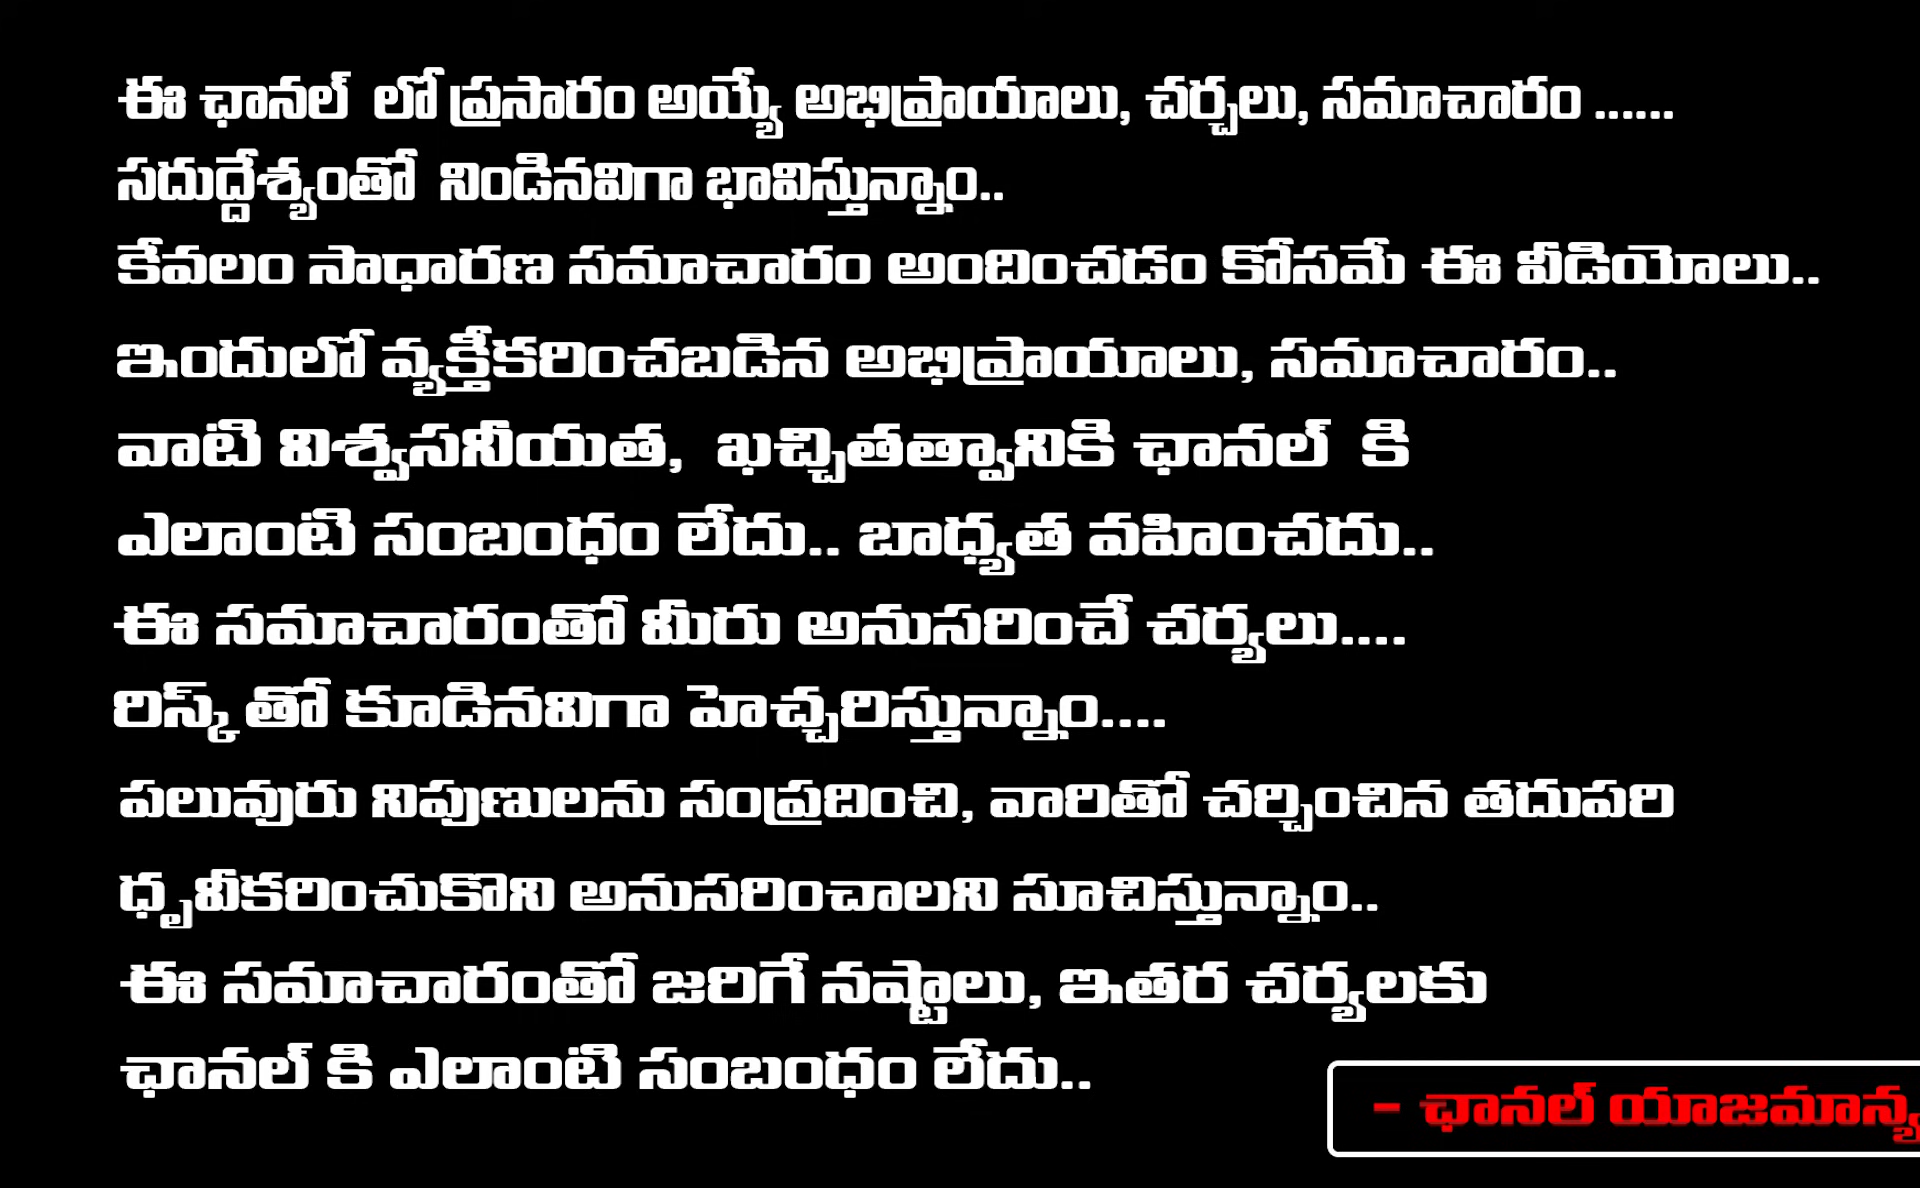 ఈ ఛానల్ లో ప్రసారం అయ్యే అభిప్రాయాలు, చర్చలు, సమాచారం ......
సదుద్దేశ్యంతో నిండినవిగా భావిస్తున్నాం..
కేవలం సాధారణ సమాచారం అందించడం కోసమే ఈ వీడియోలు..
ఇందులో వ్యక్తీకరించబడిన అభిప్రాయాలు, సమాచారం..
వాటి విశ్వసనీయత, ఖచ్చితత్వానికి ఛానల్ కి
ఎలాంటి సంబంధం లేదు.. బాధ్యత వహించదు..
ఈ సమాచారంతో మీరు అనుసరించే చర్యలు....
రిస్క్ తో కూడినవిగా హెచ్చరిస్తున్నాం....
పలువురు నిపుణులను సంప్రదించి, వారితో చర్చించిన తదుపరి
ధృవీకరించుకొని అనుసరించాలని సూచిస్తున్నాం..
ఈ సమాచారంతో జరిగే నష్టాలు, ఇతర చర్యలకు
ఛానల్ కి ఎలాంటి సంబంధం లేదు..
- ఛానల్ యాజమాన్య